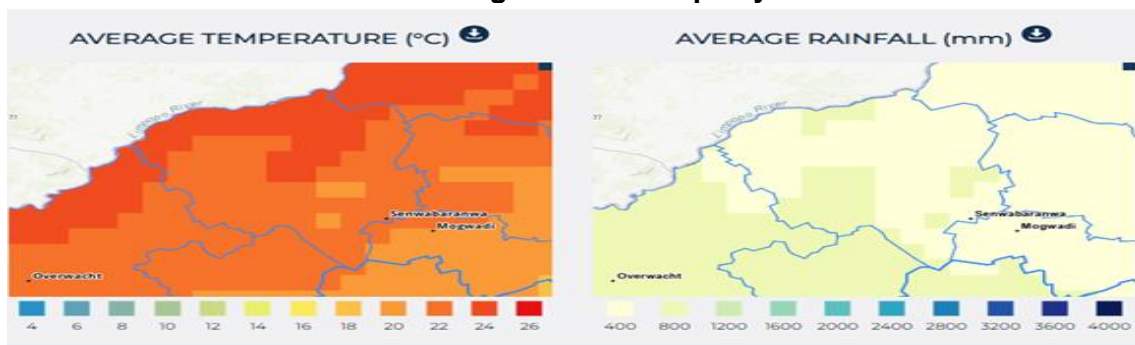 AVERAGE TEMPERATURE (°C)
Limpopo River
Senwabaranwa
Mogwadi
Overwacht
4 6 8 10 12 14 16 18 20 22 24 26
AVERAGE RAINFALL (mm)
Limpopo River
Senwabaranwa
Mogwadi
Overwacht
400 800 1200 1600 2000 2400 2800 3200 3600 4000